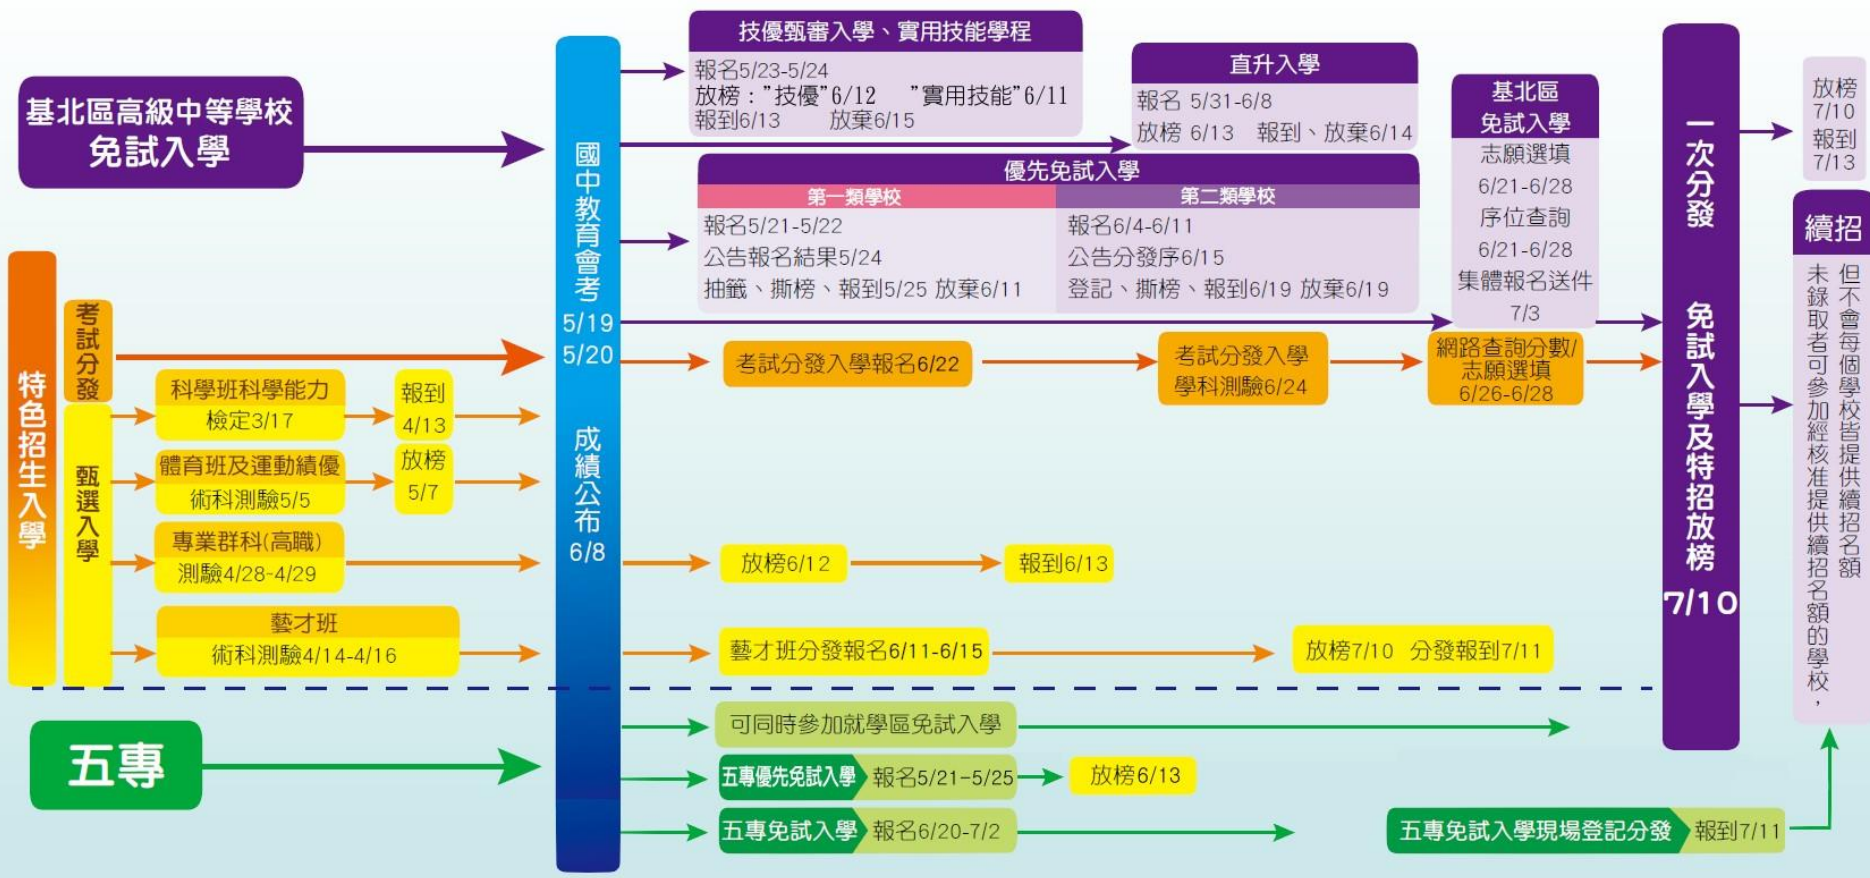 基北區高級中等學校
免試入學
特色招生入學
考試分發
甄選入學
科學班科學能力
檢定3/17
報到
4/13
體育班及運動績優
術科測驗5/5
放榜
5/7
專業群科(高職)
測驗4/28-4/29
藝才班
術科測驗4/14-4/16
五專
國中教育會考
5/19
5/20
成績公布
6/8
技優甄審入學、實用技能學程
報名5/23-5/24
放榜："技優"6/12 "實用技能"6/11
報到6/13 放棄6/15
直升入學
報名 5/31-6/8
放榜 6/13 報到、放棄6/14
優先免試入學
第一類學校
報名5/21-5/22
公告報名結果5/24
抽籤、撕榜、報到5/25 放棄6/11
第二類學校
報名6/4-6/11
公告分發序6/15
登記、撕榜、報到6/19 放棄6/19
基北區
免試入學
志願選填
6/21-6/28
序位查詢
6/21-6/28
集體報名送件
7/3
考試分發入學報名6/22
考試分發入學
學科測驗6/24
網路查詢分數/
志願選填
6/26-6/28
放榜6/12
報到6/13
藝才班分發報名6/11-6/15
放榜7/10 分發報到7/11
可同時參加就學區免試入學
五專優先免試入學
報名5/21-5/25
放榜6/13
五專免試入學
報名6/20-7/2
五專免試入學現場登記分發
報到7/11
一次分發 免試入學及特招放榜
7/10
放榜
7/10
報到
7/13
續招
未錄取者可參加經核准提供續招名額的學校，
但不會每個學校皆提供續招名額